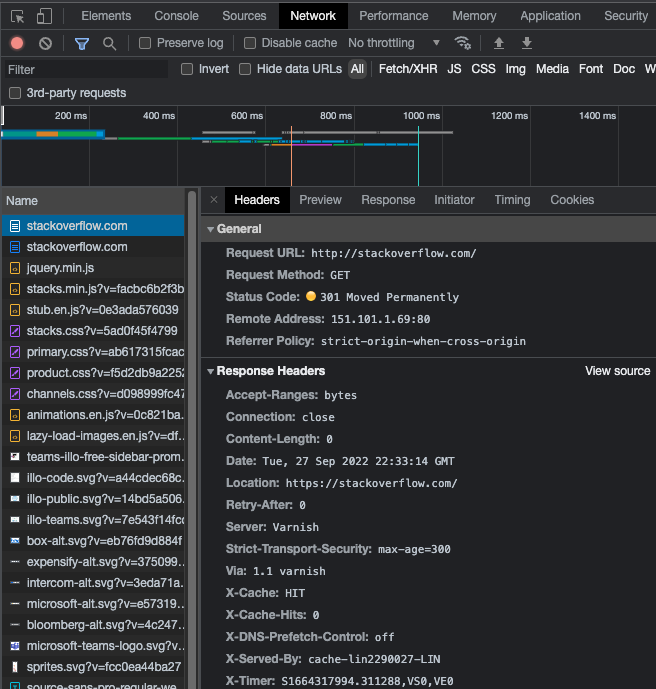 Elements Console Sources Network Performance Memory Application Security
Preserve log Disable cache No throttling
Filter Invert Hide data URLs All Fetch/XHR JS CSS Img Media Font Doc W
3rd-party requests
200 ms 400 ms 600 ms 800 ms 1000 ms 1200 ms 1400 ms
Name
stackoverflow.com
stackoverflow.com
jquery.min.js
stacks.min.js?v=facbc6b2f3b
stub.en.js?v=0e3ada576039
stacks.css?v=5ad0f45f4799
primary.css?v=ab617315fcac
product.css?v=f5d2db9a2252
channels.css?v=d098999fc47
animations.en.js?v=0c821ba...
lazy-load-images.en.js?v=df...
teams-illo-free-sidebar-prom...
illo-code.svg?v=a44cdec68c...
illo-public.svg?v=14bd5a506...
illo-teams.svg?v=7e543f14fcc
box-alt.svg?v=eb76fd9d884f
expensify-alt.svg?v=375099...
intercom-alt.svg?v=3eda71a...
microsoft-alt.svg?v=e57319...
bloomberg-alt.svg?v=4c247...
microsoft-teams-logo.svg?v...
sprites.svg?v=fcc0ea44ba27
source-sans-pro-regular-we...
× Headers Preview Response Initiator Timing Cookies
General
Request URL: http://stackoverflow.com/
Request Method: GET
Status Code: 301 Moved Permanently
Remote Address: 151.101.1.69:80
Referrer Policy: strict-origin-when-cross-origin
Response Headers View source
Accept-Ranges: bytes
Connection: close
Content-Length: 0
Date: Tue, 27 Sep 2022 22:33:14 GMT
Location: https://stackoverflow.com/
Retry-After: 0
Server: Varnish
Strict-Transport-Security: max-age=300
Via: 1.1 varnish
X-Cache: HIT
X-Cache-Hits: 0
X-DNS-Prefetch-Control: off
X-Served-By: cache-lin2290027-LIN
X-Timer: S1664317994.311288,VS0,VE0